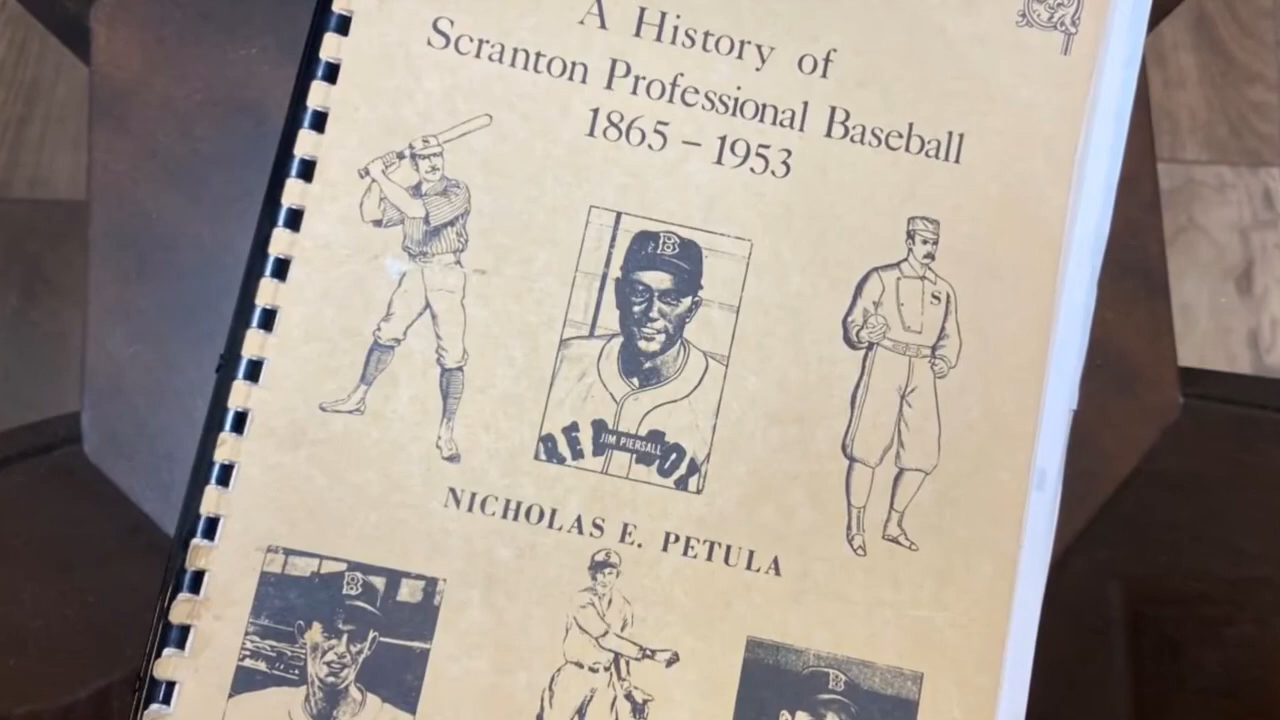 A History of
Scranton Professional Baseball
1865 – 1953
B
S
RED SOX
JIM PIERSALL
NICHOLAS E. PETULA
B
S
B